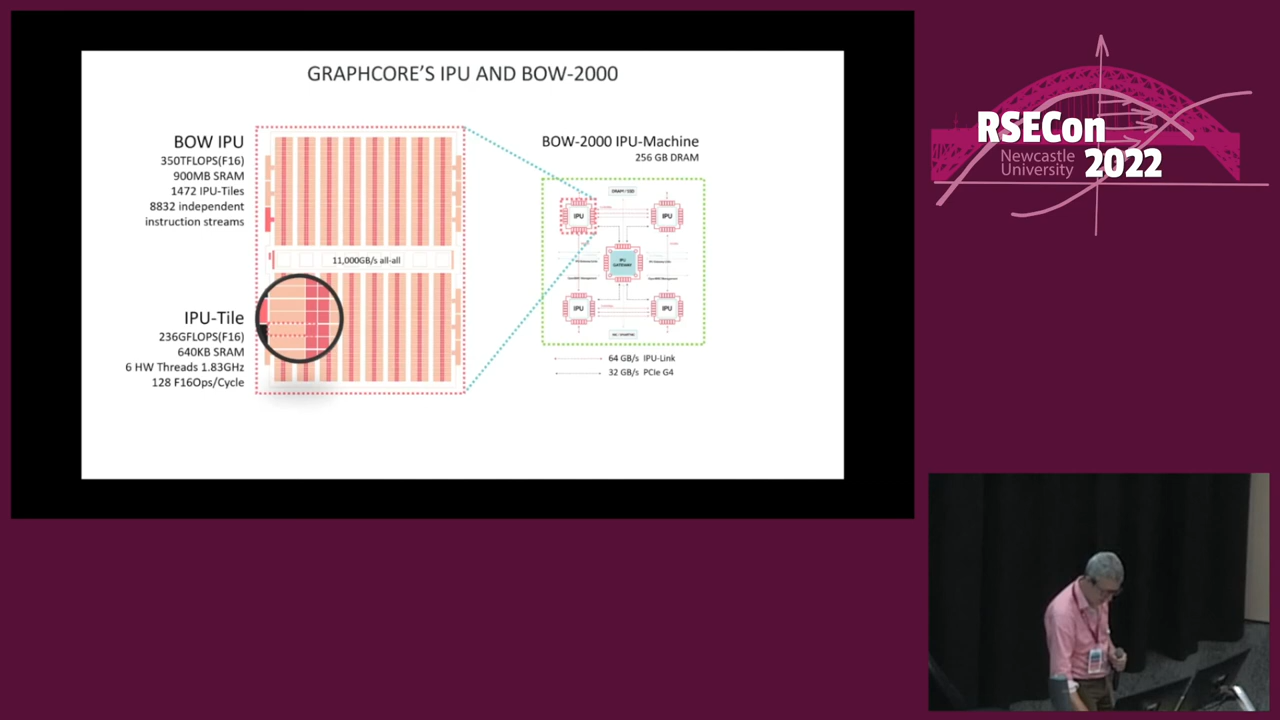 GRAPHCORE'S IPU AND BOW-2000
BOW IPU
350TFLOPS(F16)
900MB SRAM
1472 IPU-Tiles
8832 independent
instruction streams
11,000GB/s all-all
IPU-Tile
236GFLOPS(F16)
640KB SRAM
6 HW Threads 1.83GHz
128 F16Ops/Cycle
BOW-2000 IPU-Machine
256 GB DRAM
IPU
IPU
IPU
GATEWAY
IPU
IPU
64 GB/s IPU-Link
32 GB/s PCIe G4
RSECon
Newcastle
University
2022